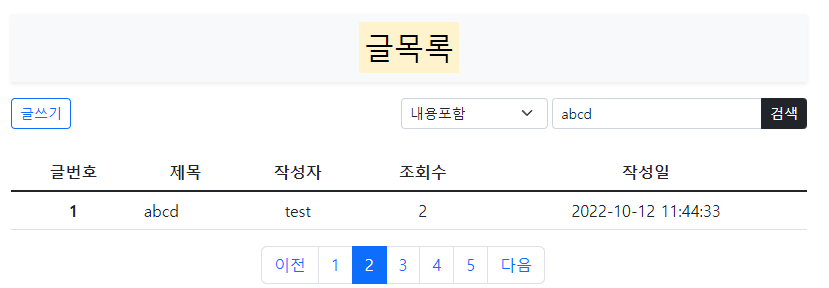 글목록
글쓰기 내용포함 abcd 검색
글번호 제목 작성자 조회수 작성일
1 abcd test 2 2022-10-12 11:44:33
이전 1 2 3 4 5 다음